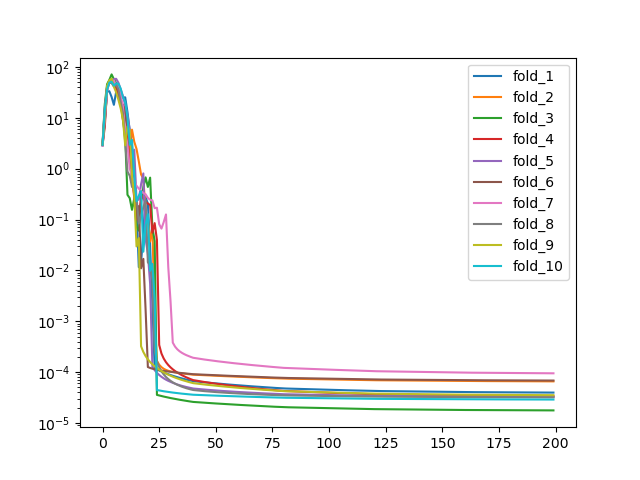 10²
10¹
10⁰
10⁻¹
10⁻²
10⁻³
10⁻⁴
10⁻⁵
0 25 50 75 100 125 150 175 200
fold_1
fold_2
fold_3
fold_4
fold_5
fold_6
fold_7
fold_8
fold_9
fold_10